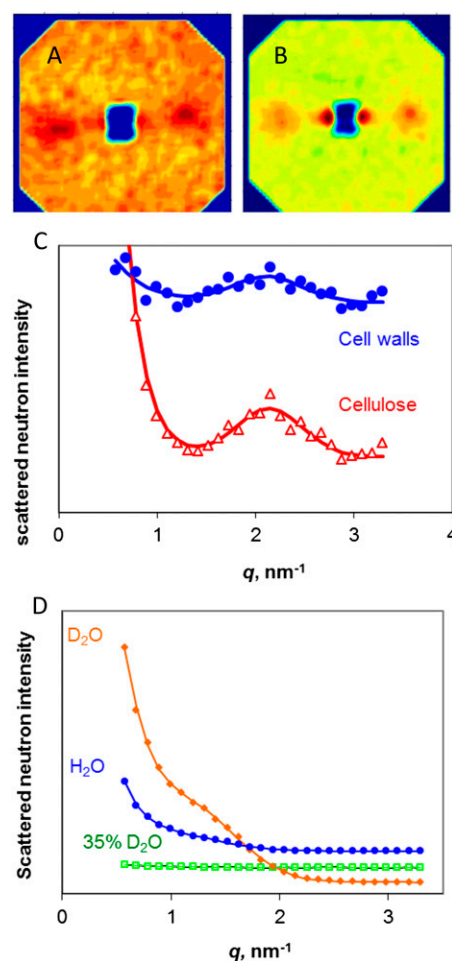 A
B
C
scattered neutron intensity
Cell walls
Cellulose
0
1
2
3
4
q, nm-1
D
Scattered neutron intensity
D2O
H2O
35% D2O
0
1
2
3
q, nm-1